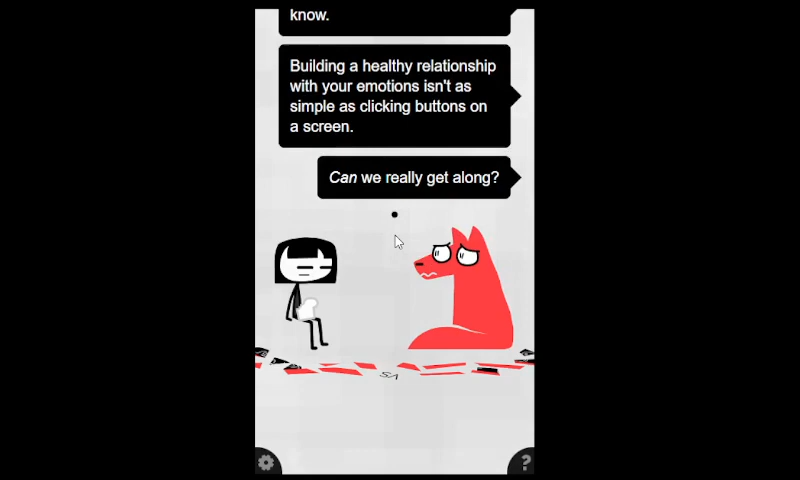 know.
Building a healthy relationship
with your emotions isn't as
simple as clicking buttons on
a screen.
Can we really get along?
VS
?